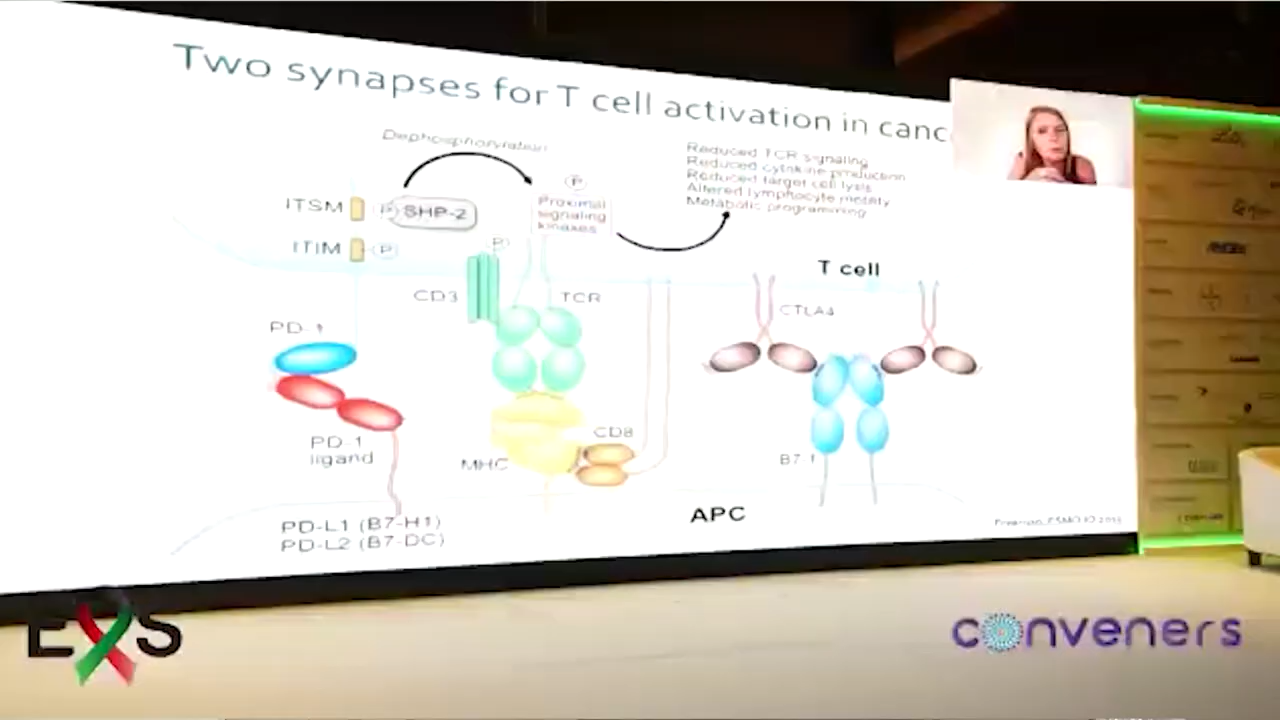 Two synapses for T cell activation in canc
Dephosphorylation
Reduced TCR signaling
Reduced cytokine production
Reduced target cell lysis
Altered lymphocyte motility
Metabolic programming
P
ITSM
P
SHP-2
Proximal
signaling
kinases
ITIM
P
P
T cell
CD3
TCR
CTLA4
PD-1
CD8
PD-1
ligand
MHC
B7-1
APC
PD-L1 (B7-H1)
PD-L2 (B7-DC)
EXS
conveners